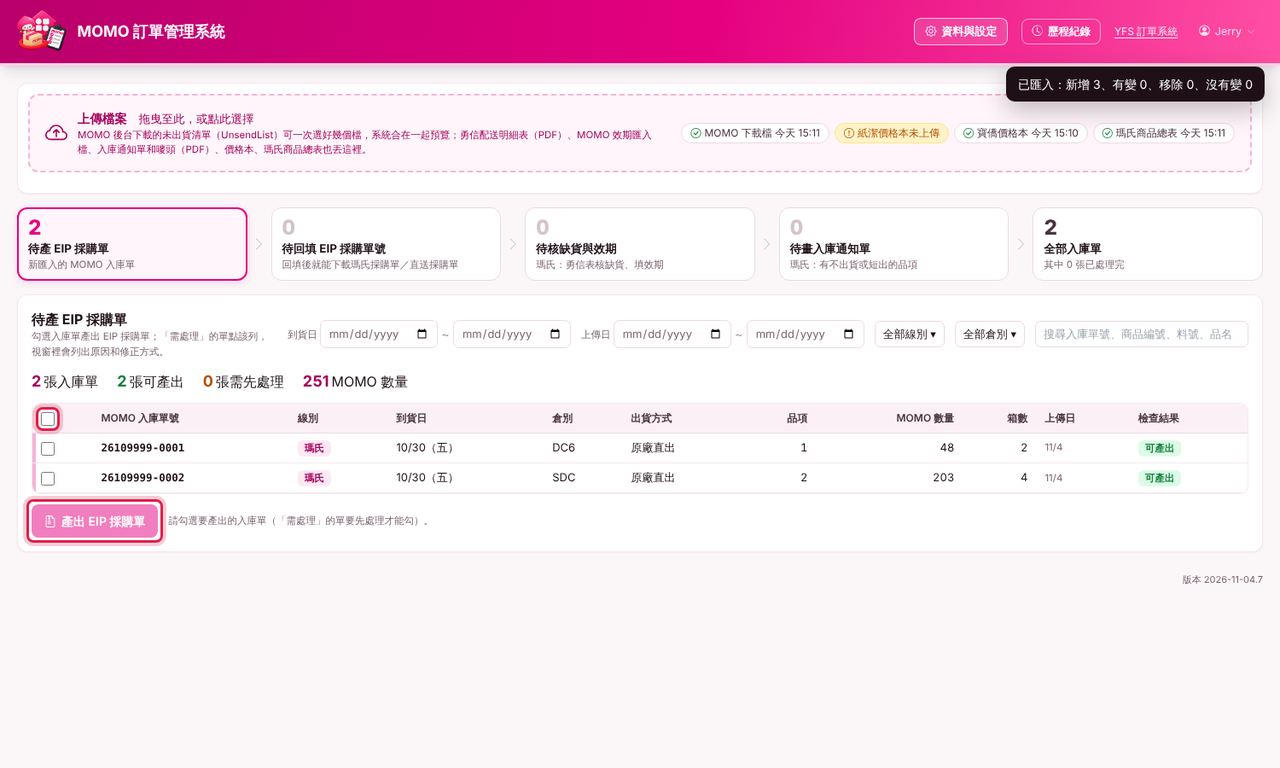 MOMO 訂單管理系統
資料與設定
歷程紀錄
YFS 訂單系統
Jerry
已匯入：新增 3、有變 0、移除 0、沒有變 0
上傳檔案 拖曳至此，或點此選擇
MOMO 後台下載的未出貨清單（UnsendList）可一次選好幾個檔，系統合在一起預覽；勇信配送明細表（PDF）、MOMO 效期匯入
檔、入庫通知單和嘜頭（PDF）、價格本、瑪氏商品總表也丟這裡。
MOMO 下載檔 今天 15:11
紙潔價格本未上傳
寶僑價格本 今天 15:10
瑪氏商品總表 今天 15:11
2
待產 EIP 採購單
新匯入的 MOMO 入庫單
0
待回填 EIP 採購單號
回填後就能下載瑪氏採購單／直送採購單
0
待核缺貨與效期
瑪氏：勇信表核缺貨、填效期
0
待畫入庫通知單
瑪氏：有不出貨或短出的品項
2
全部入庫單
其中 0 張已處理完
待產 EIP 採購單
勾選入庫單產出 EIP 採購單；「需處理」的單點該列，
視窗裡會列出原因和修正方式。
到貨日 mm/dd/yyyy ~ mm/dd/yyyy 上傳日 mm/dd/yyyy ~ mm/dd/yyyy 全部線別 ▾ 全部倉別 ▾ 搜尋入庫單號、商品編號、料號、品名
2 張入庫單 2 張可產出 0 張需先處理 251 MOMO 數量
MOMO 入庫單號 線別 到貨日 倉別 出貨方式 品項 MOMO 數量 箱數 上傳日 檢查結果
26109999-0001 瑪氏 10/30（五） DC6 原廠直出 1 48 2 11/4 可產出
26109999-0002 瑪氏 10/30（五） SDC 原廠直出 2 203 4 11/4 可產出
產出 EIP 採購單 請勾選要產出的入庫單（「需處理」的單要先處理才能勾）。
版本 2026-11-04.7